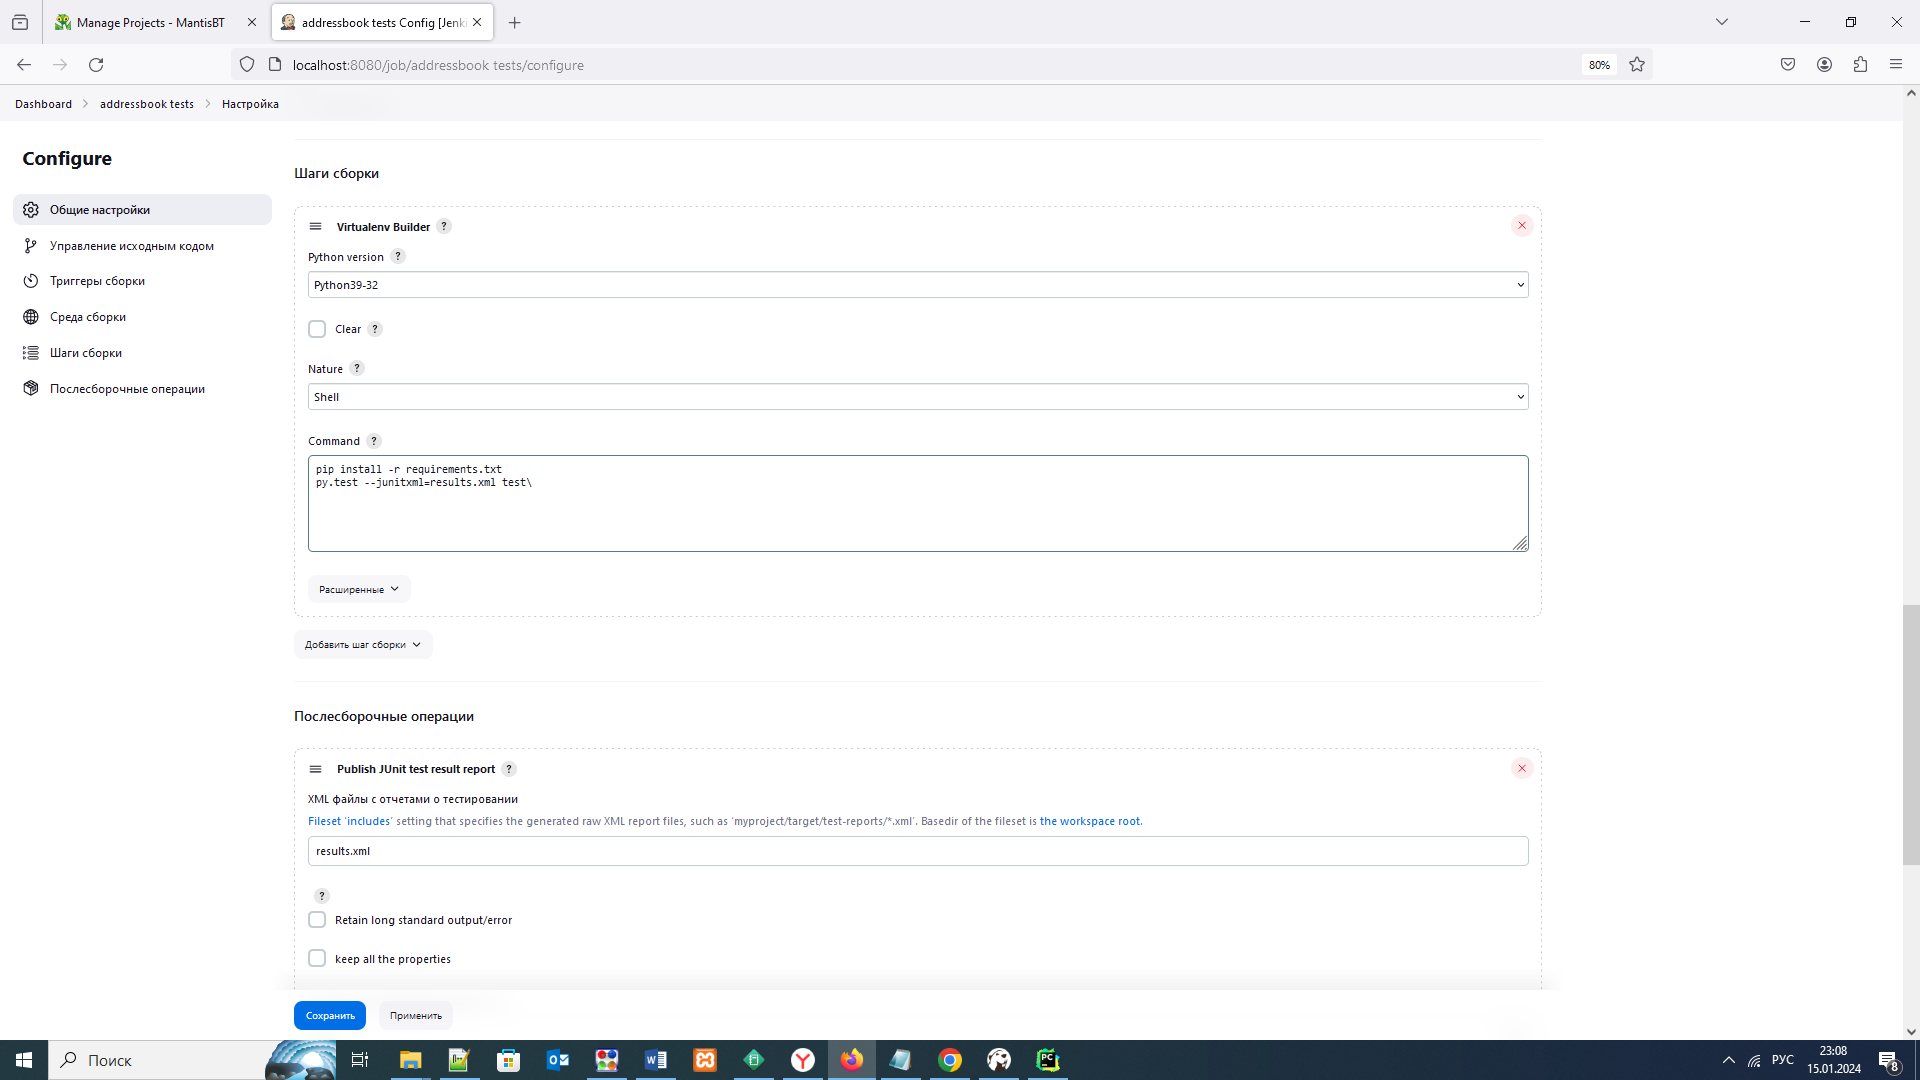 Manage Projects - MantisBT
addressbook tests Config [Jenki
localhost:8080/job/addressbook tests/configure
80%
Dashboard
addressbook tests
Настройка
Configure
Общие настройки
Управление исходным кодом
Триггеры сборки
Среда сборки
Шаги сборки
Послесборочные операции
Шаги сборки
Virtualenv Builder ?
Python version ?
Python39-32
Clear ?
Nature ?
Shell
Command ?
pip install -r requirements.txt
py.test --junitxml=results.xml test\
Расширенные
Добавить шаг сборки
Послесборочные операции
Publish JUnit test result report ?
XML файлы с отчетами о тестировании
Fileset 'includes' setting that specifies the generated raw XML report files, such as 'myproject/target/test-reports/*.xml'. Basedir of the fileset is the workspace root.
results.xml
?
Retain long standard output/error
keep all the properties
Сохранить
Применить
Поиск
РУС
23:08
15.01.2024
8